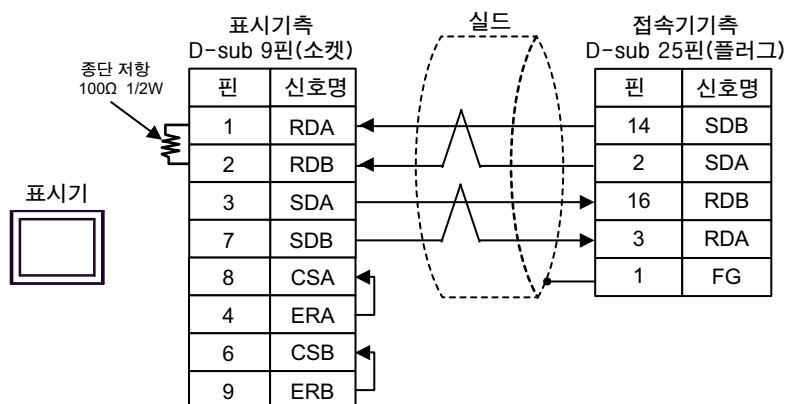 표시기측
D-sub 9핀(소켓)
실드
접속기기측
D-sub 25핀(플러그)
종단 저항
100Ω 1/2W
표시기
핀 신호명
1 RDA
2 RDB
3 SDA
7 SDB
8 CSA
4 ERA
6 CSB
9 ERB
핀 신호명
14 SDB
2 SDA
16 RDB
3 RDA
1 FG